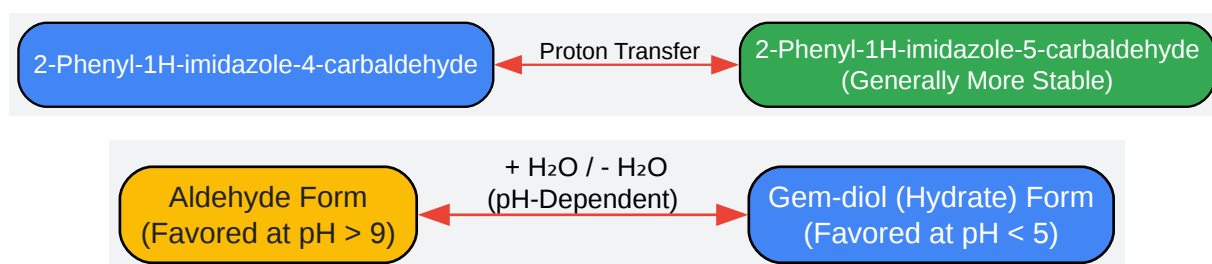 2-Phenyl-1H-imidazole-4-carbaldehyde
Proton Transfer
2-Phenyl-1H-imidazole-5-carbaldehyde
(Generally More Stable)
Aldehyde Form
(Favored at pH > 9)
+ H₂O / - H₂O
(pH-Dependent)
Gem-diol (Hydrate) Form
(Favored at pH < 5)